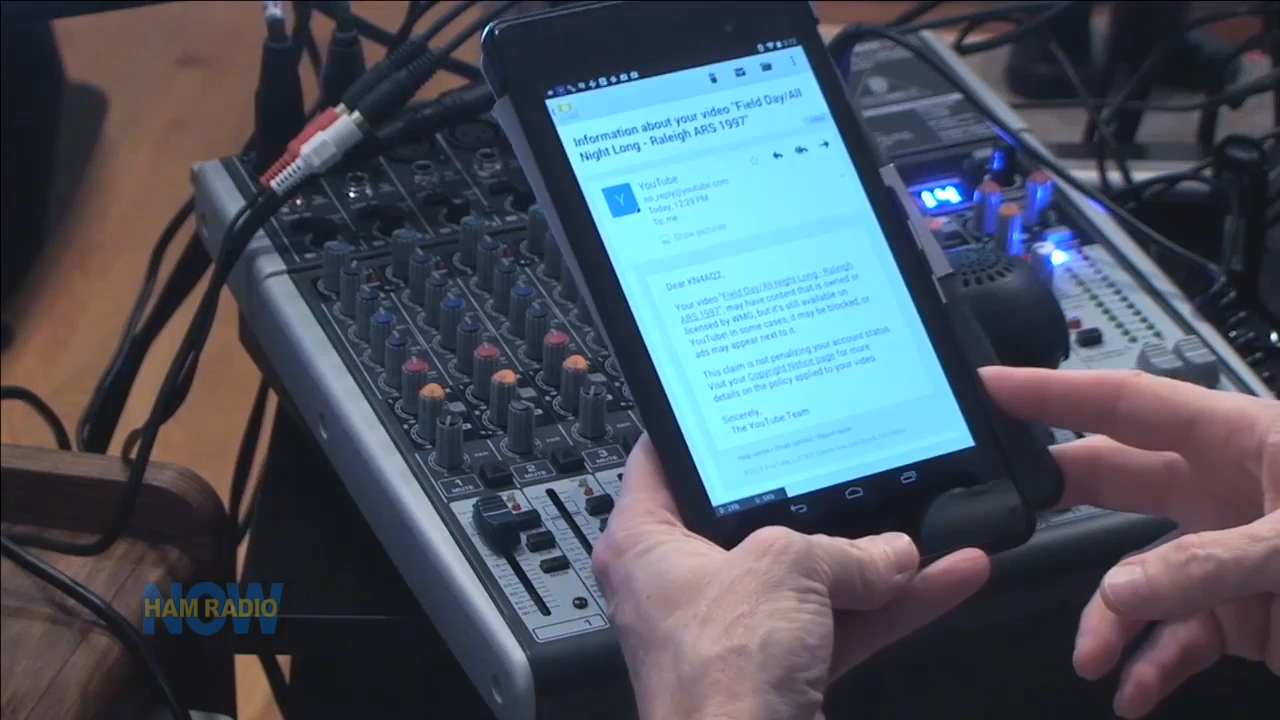 Information about your video "Field Day/All
Night Long - Raleigh ARS 1997"
Y
YouTube
no_reply@youtube.com
Today, 12:29 PM
To: me
Show pictures
Dear KN4AQ2,
Your video "Field Day/All Night Long - Raleigh
ARS 1997", may have content that is owned or
licensed by WMG, but it's still available on
YouTube! In some cases, it may be blocked, or
ads may appear next to it.
This claim is not penalizing your account status.
Visit your Copyright Notice page for more
details on the policy applied to your video.
Sincerely,
- The YouTube Team
14
1
MUTE
2
MUTE
3
1
NOW
HAM RADIO